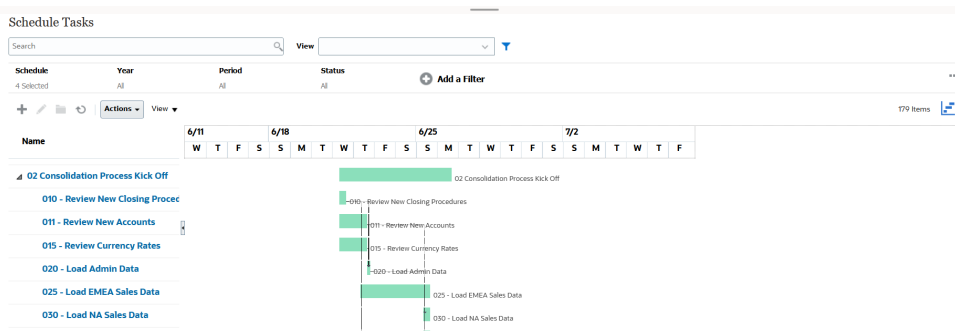 Schedule Tasks
Search
View
Schedule Year Period Status
4 Selected All All All
Add a Filter
Actions View
179 Items
Name
6/11 6/18 6/25 7/2
W T F S S M T W T F S S M T W T F S S M T W T F
02 Consolidation Process Kick Off 02 Consolidation Process Kick Off
010 - Review New Closing Proced 010 - Review New Closing Procedures
011 - Review New Accounts 011 - Review New Accounts
015 - Review Currency Rates 015 - Review Currency Rates
020 - Load Admin Data 020 - Load Admin Data
025 - Load EMEA Sales Data 025 - Load EMEA Sales Data
030 - Load NA Sales Data 030 - Load NA Sales Data